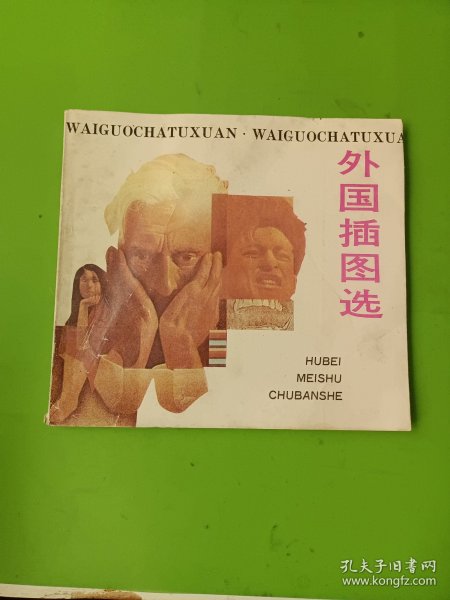 WAIGUOCHATUXUAN · WAIGUOCHATUXUA
外国插图选
HUBEI
MEISHU
CHUBANSHE
孔夫子旧书网
www.kongfz.com